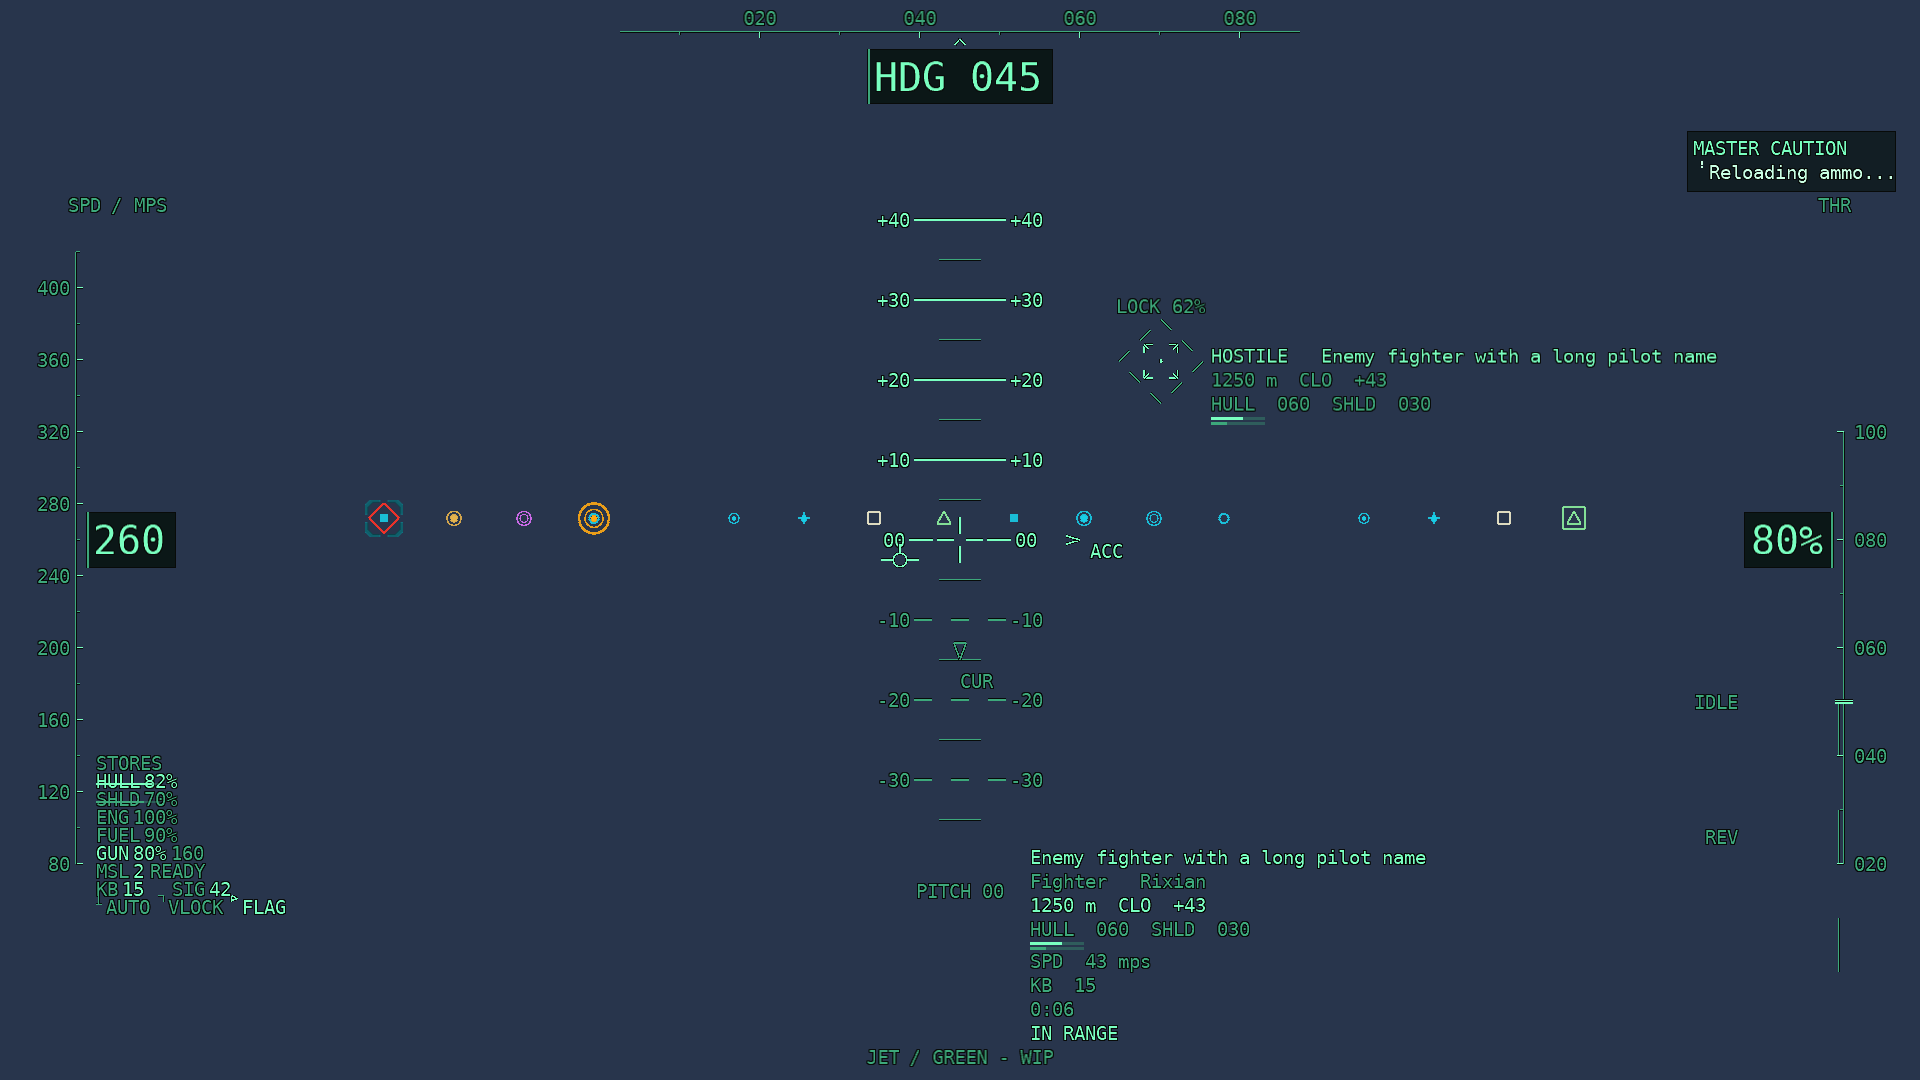 020 040 060 080
HDG 045
MASTER CAUTION
! Reloading ammo...
SPD / MPS
THR
+40 +40
400
+30 +30
LOCK 62%
360
HOSTILE Enemy fighter with a long pilot name
1250 m CLO +43
+20 +20
HULL 060 SHLD 030
320
100
+10 +10
280
260
00 00
ACC
80%
080
240
-10 -10
200
060
CUR
-20 -20
IDLE
160
040
STORES
HULL 82%
-30 -30
120
SHLD 70%
ENG 100%
FUEL 90%
REV
GUN 80% 160
80
020
MSL 2 READY
KB 15 SIG 42
AUTO VLOCK FLAG
PITCH 00
Enemy fighter with a long pilot name
Fighter Rixian
1250 m CLO +43
HULL 060 SHLD 030
SPD 43 mps
KB 15
0:06
IN RANGE
JET / GREEN - WIP